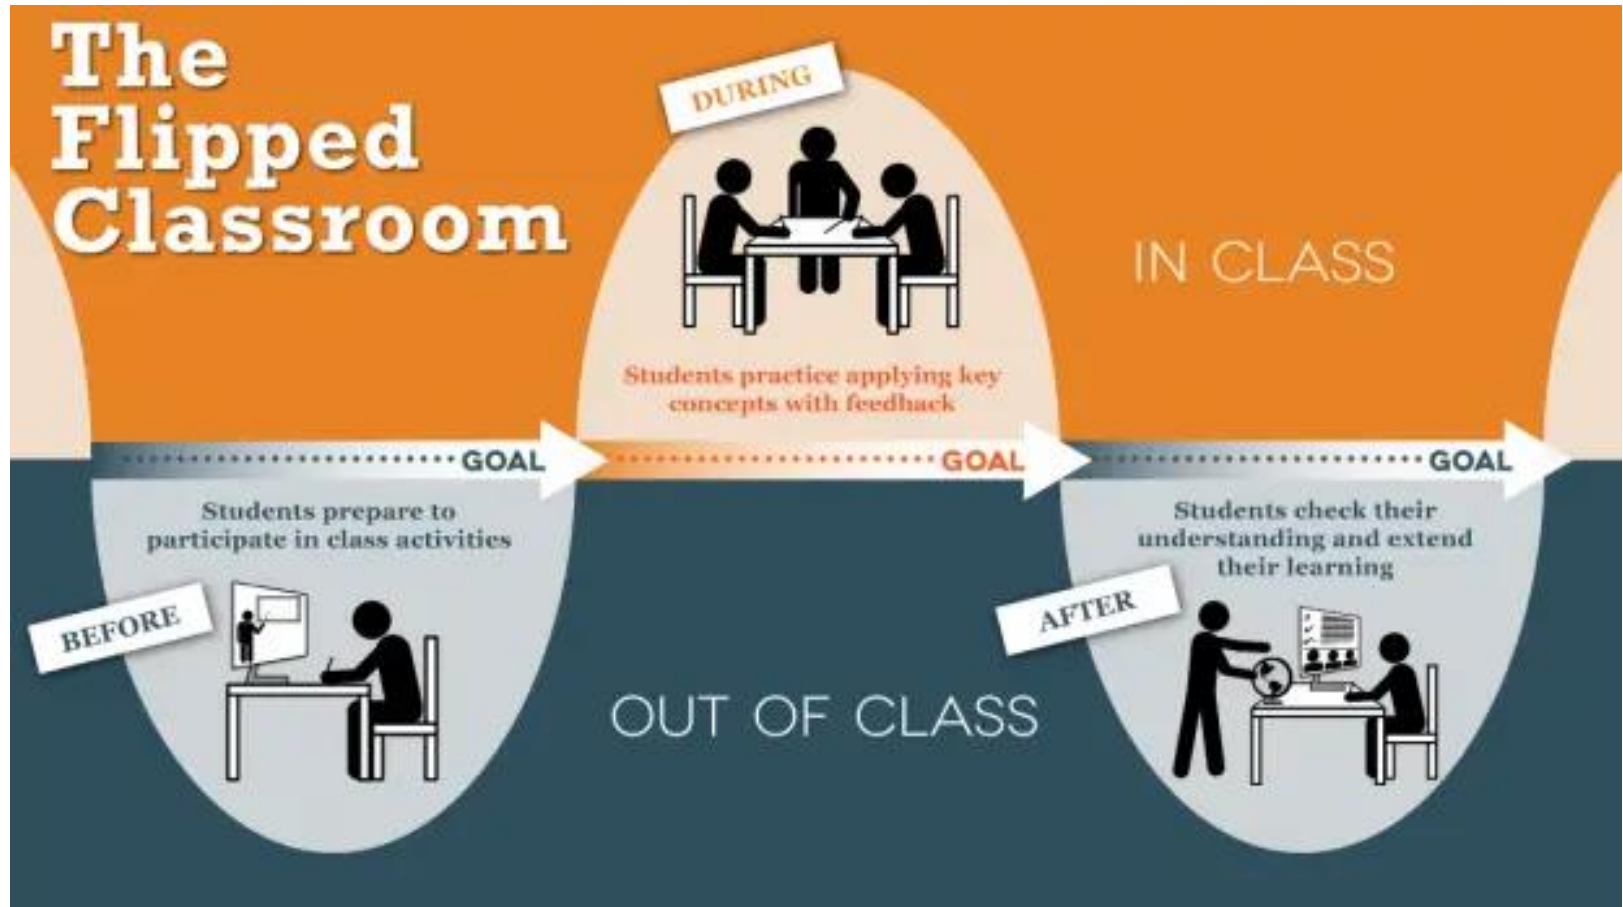 The
Flipped
Classroom
DURING
IN CLASS
Students practice applying key
concepts with feedback
GOAL
GOAL
GOAL
Students prepare to
participate in class activities
BEFORE
OUT OF CLASS
Students check their
understanding and extend
their learning
AFTER